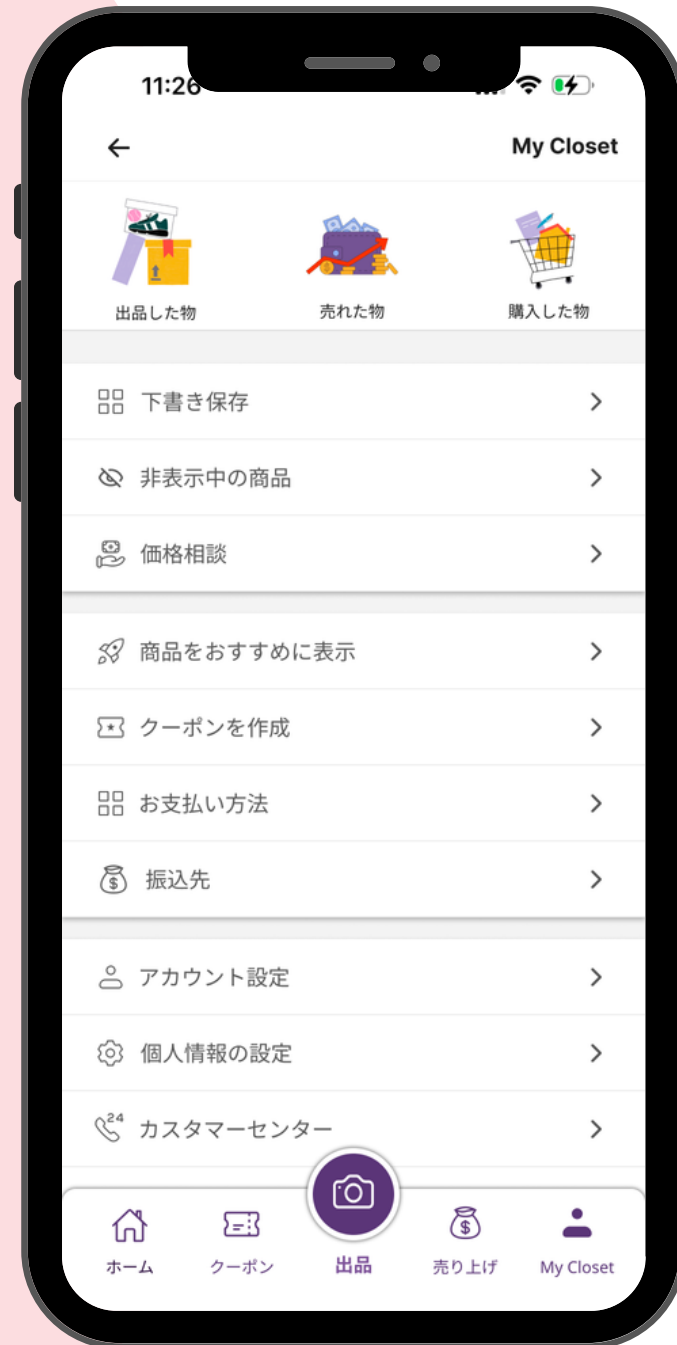 11:26
My Closet
出品した物
売れた物
購入した物
下書き保存
非表示中の商品
価格相談
商品をおすすめに表示
クーポンを作成
お支払い方法
振込先
アカウント設定
個人情報の設定
24
カスタマーセンター
ホーム
クーポン
出品
売り上げ
My Closet